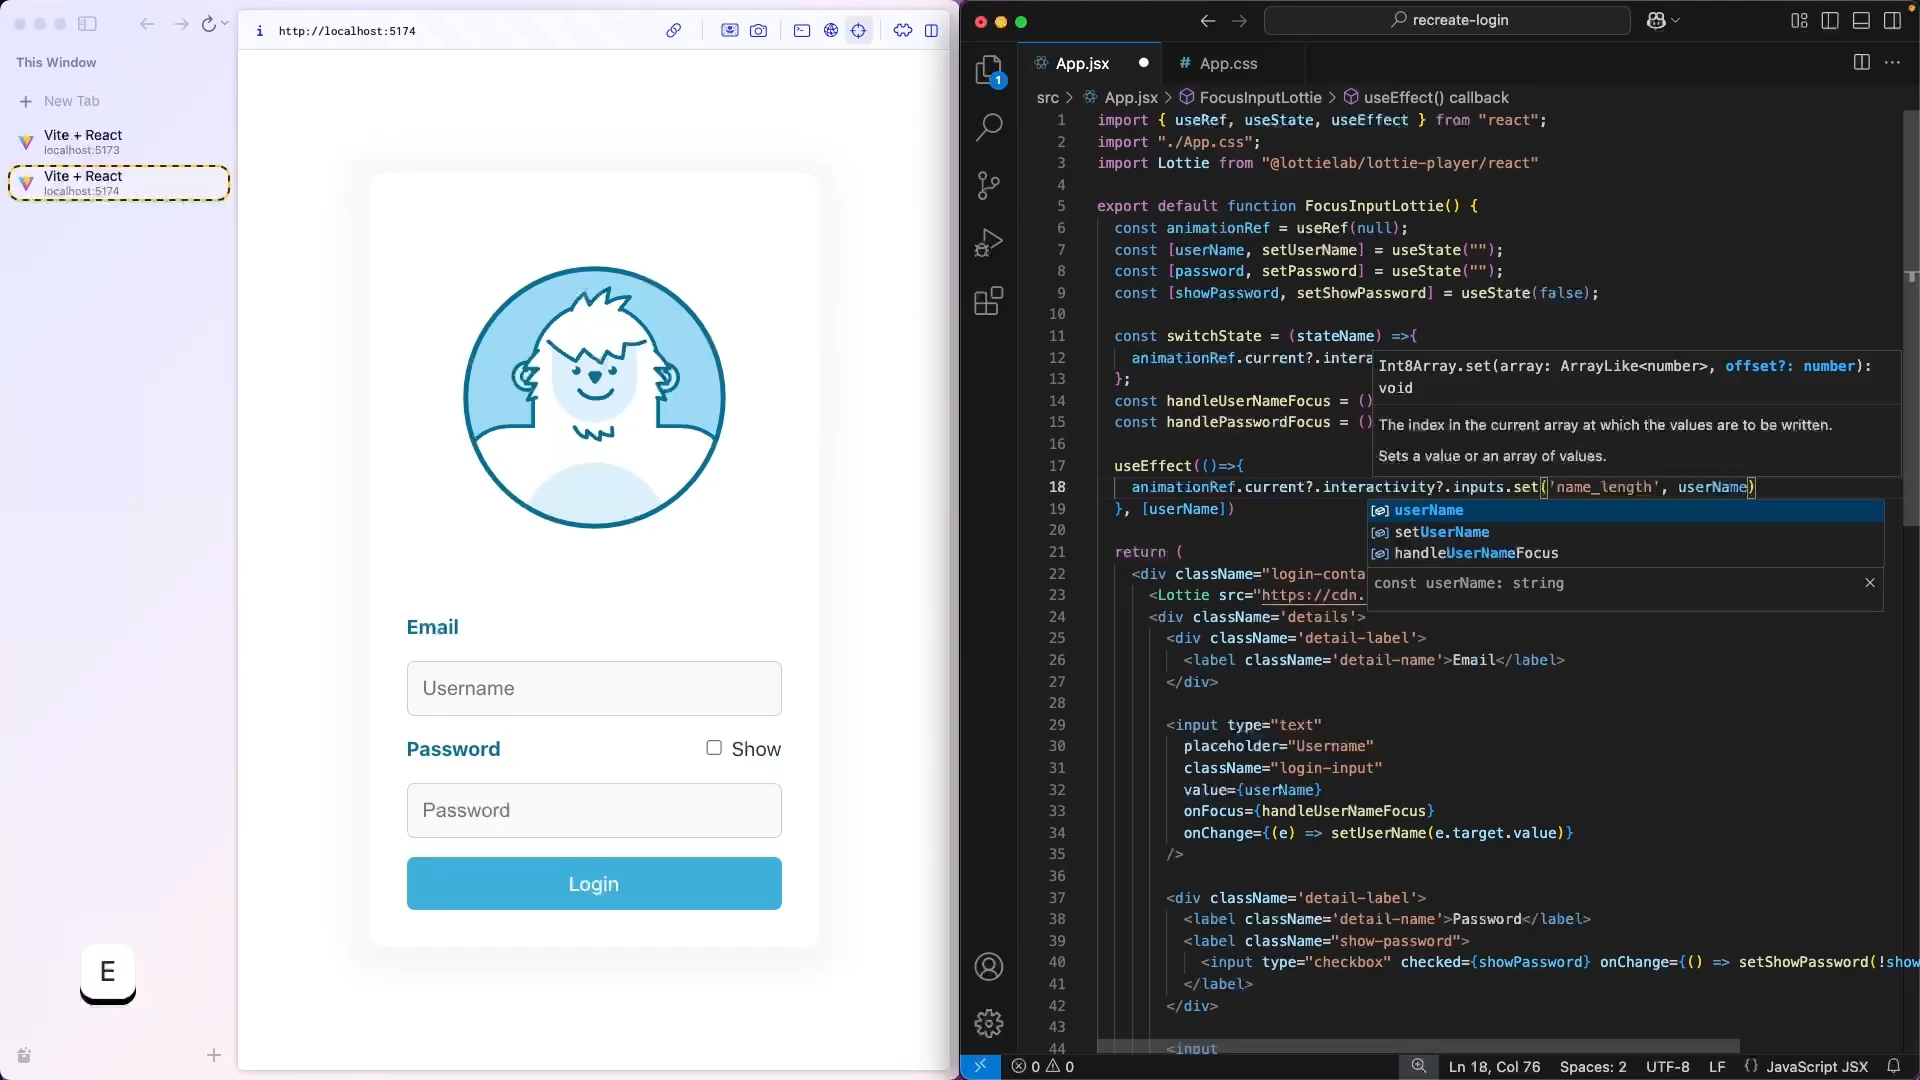 This Window
New Tab
Vite + React
localhost:5173
Vite + React
localhost:5174
i http://localhost:5174
Email
Username
Password
Show
Password
Login
E
recreate-login
1
App.jsx
# App.css
src > App.jsx > FocusInputLottie > useEffect() callback
1 import { useRef, useState, useEffect } from "react";
2 import "./App.css";
3 import Lottie from "@lottielab/lottie-player/react"
4
5 export default function FocusInputLottie() {
6 const animationRef = useRef(null);
7 const [userName, setUserName] = useState("");
8 const [password, setPassword] = useState("");
9 const [showPassword, setShowPassword] = useState(false);
10
11 const switchState = (stateName) =>{
12 animationRef.current?.intera
13 };
14 const handleUserNameFocus = ()
15 const handlePasswordFocus = ()
16
Int8Array.set(array: ArrayLike<number>, offset?: number):
void
The index in the current array at which the values are to be written.
Sets a value or an array of values.
17 useEffect(()=>{
18 animationRef.current?.interactivity?.inputs.set('name_length', userName)
19 }, [userName])
userName
setUserName
handleUserNameFocus
const userName: string
20
21 return (
22 <div className="login-conta
23 <Lottie src="https://cdn.
24 <div className='details'>
25 <div className='detail-label'>
26 <label className='detail-name'>Email</label>
27 </div>
28
29 <input type="text"
30 placeholder="Username"
31 className="login-input"
32 value={userName}
33 onFocus={handleUserNameFocus}
34 onChange={(e) => setUserName(e.target.value)}
35 />
36
37 <div className='detail-label'>
38 <label className='detail-name'>Password</label>
39 <label className="show-password">
40 <input type="checkbox" checked={showPassword} onChange={() => setShowPassword(!show
41 </label>
42 </div>
43
44 <input
0 0
Ln 18, Col 76 Spaces: 2 UTF-8 LF {} JavaScript JSX